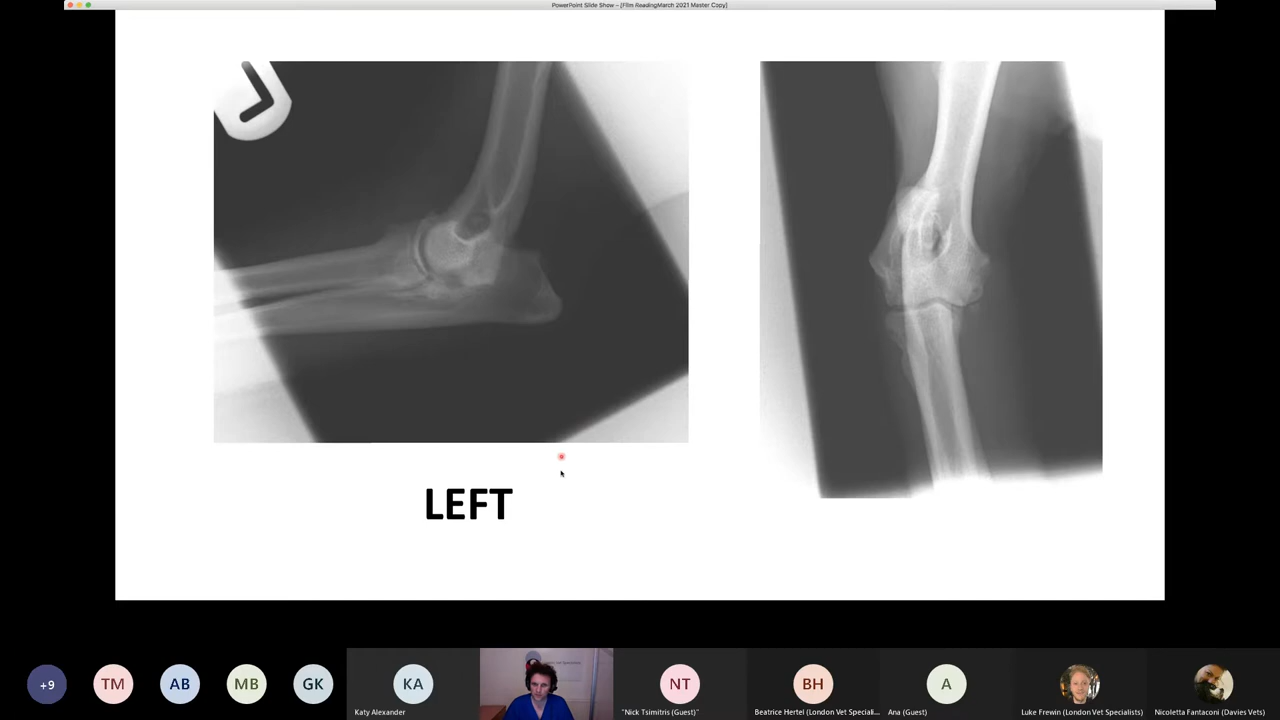 PowerPoint Slide Show – [Film ReadingMarch 2021 Master Copy]
L
LEFT
+9
TM
AB
MB
GK
KA
NT
BH
A
Katy Alexander
"Nick Tsimitris (Guest)"
Beatrice Hertel (London Vet Speciali...
Ana (Guest)
Luke Frewin (London Vet Specialists)
Nicoletta Fantaconi (Davies Vets)